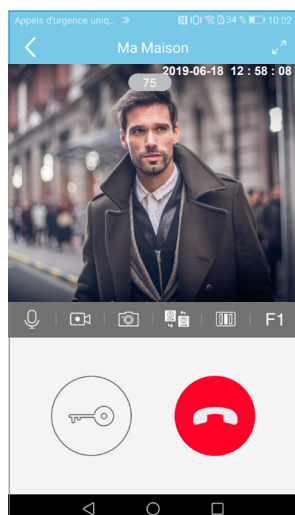 Appels d'urgence uniq.. 34 % 10:02
Ma Maison
2019-06-18 12 : 58 : 08
75
F1